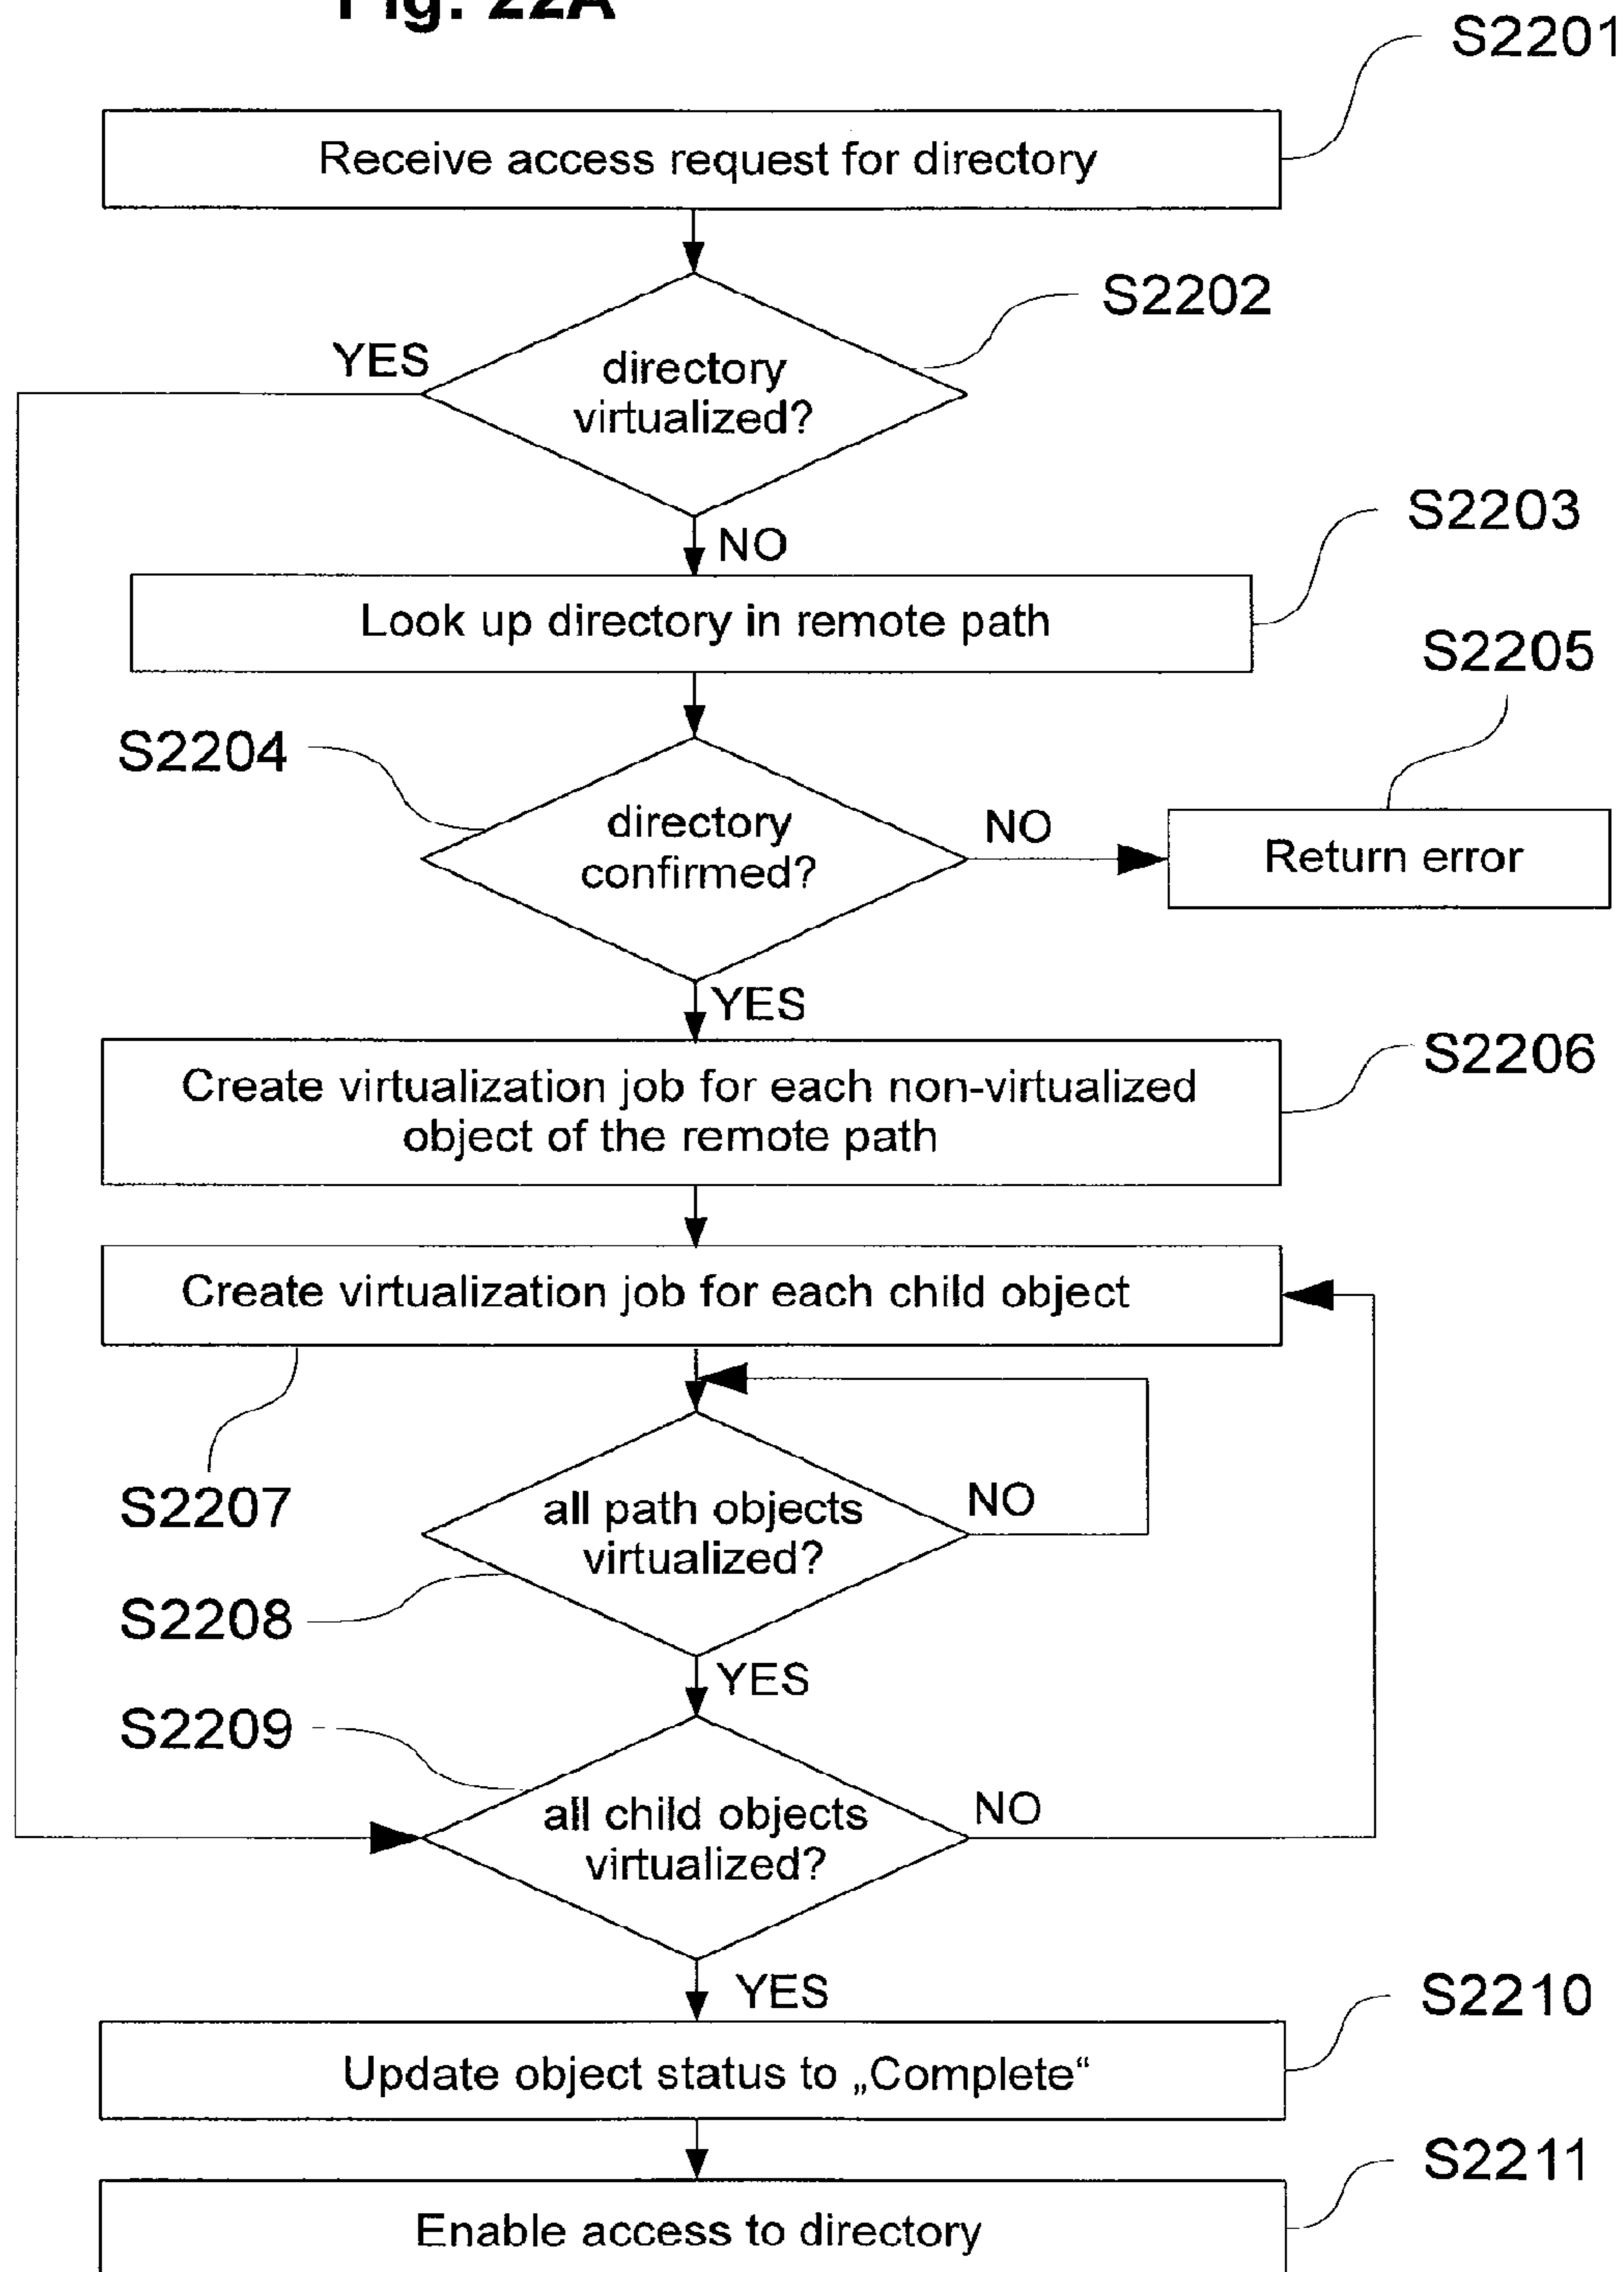 Fig. 22A
S2201
Receive access request for directory
S2202
YES
directory
virtualized?
NO
S2203
Look up directory in remote path
S2205
S2204
directory
confirmed?
NO
Return error
YES
S2206
Create virtualization job for each non-virtualized
object of the remote path
Create virtualization job for each child object
S2207
all path objects
virtualized?
NO
S2208
YES
S2209
all child objects
virtualized?
NO
YES
S2210
Update object status to „Complete“
S2211
Enable access to directory